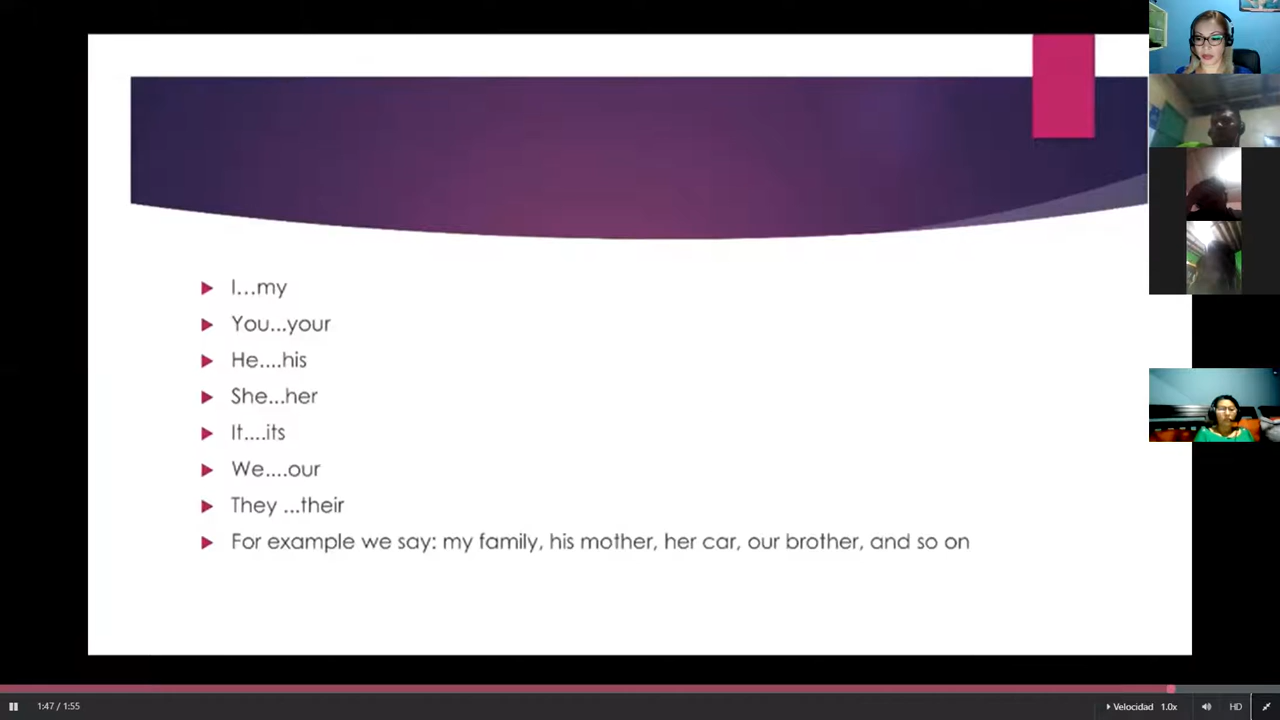 I...my
You...your
He....his
She...her
It....its
We....our
They ...their
For example we say: my family, his mother, her car, our brother, and so on
1:47 / 1:55
Velocidad 1.0x
HD